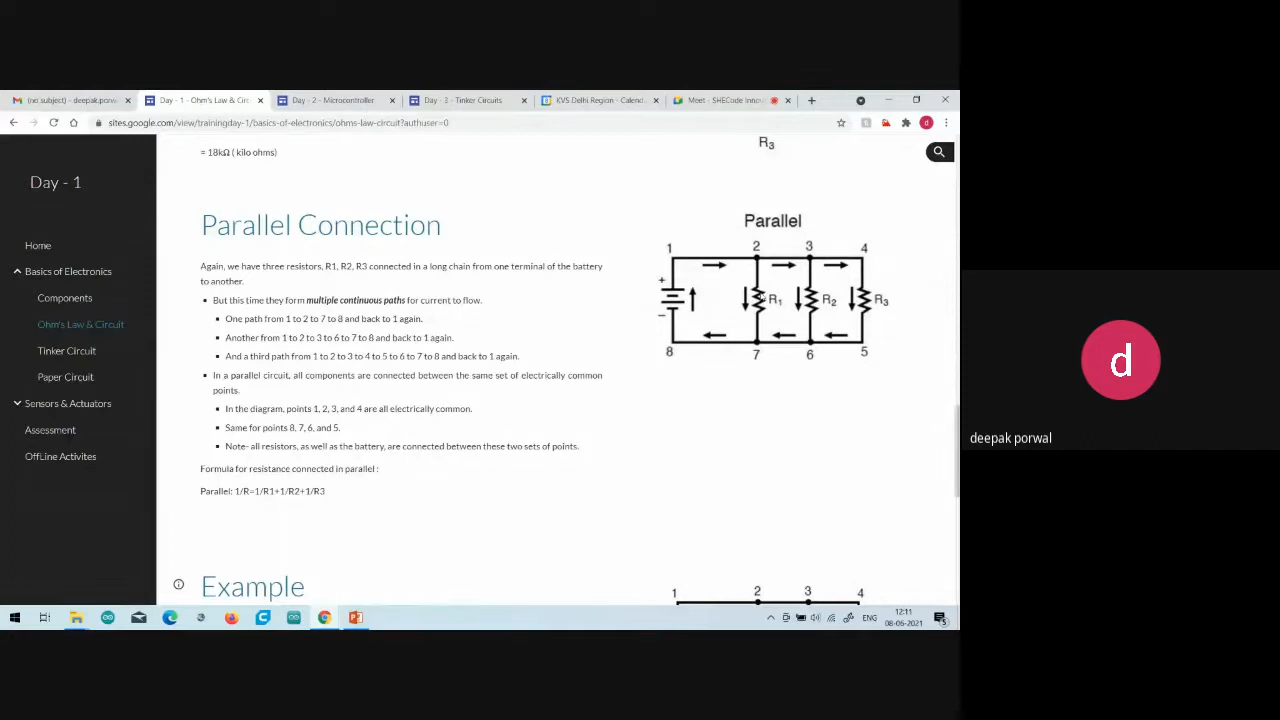 (no subject) - deepak.porw
Day - 1 - Ohm's Law & Cir
Day - 2 - Microcontroller
Day - 3 - Tinker Circuits
KVS Delhi Region - Calend
Meet - SHECode Innov
sites.google.com/view/trainingday-1/basics-of-electronics/ohms-law-circuit?authuser=0
d
Day - 1
Home
Basics of Electronics
Components
Ohm's Law & Circuit
Tinker Circuit
Paper Circuit
Sensors & Actuators
Assessment
OffLine Activites
= 18kΩ ( kilo ohms)
R3
Parallel Connection
Again, we have three resistors, R1, R2, R3 connected in a long chain from one terminal of the battery
to another.
But this time they form multiple continuous paths for current to flow.
One path from 1 to 2 to 7 to 8 and back to 1 again.
Another from 1 to 2 to 3 to 6 to 7 to 8 and back to 1 again.
And a third path from 1 to 2 to 3 to 4 to 5 to 6 to 7 to 8 and back to 1 again.
In a parallel circuit, all components are connected between the same set of electrically common
points.
In the diagram, points 1, 2, 3, and 4 are all electrically common.
Same for points 8, 7, 6, and 5.
Note- all resistors, as well as the battery, are connected between these two sets of points.
Formula for resistance connected in parallel :
Parallel: 1/R=1/R1+1/R2+1/R3
Parallel
1 2 3 4
+
R1 R2 R3
−
8 7 6 5
Example
1 2 3 4
ENG
12:11
08-06-2021
d
deepak porwal